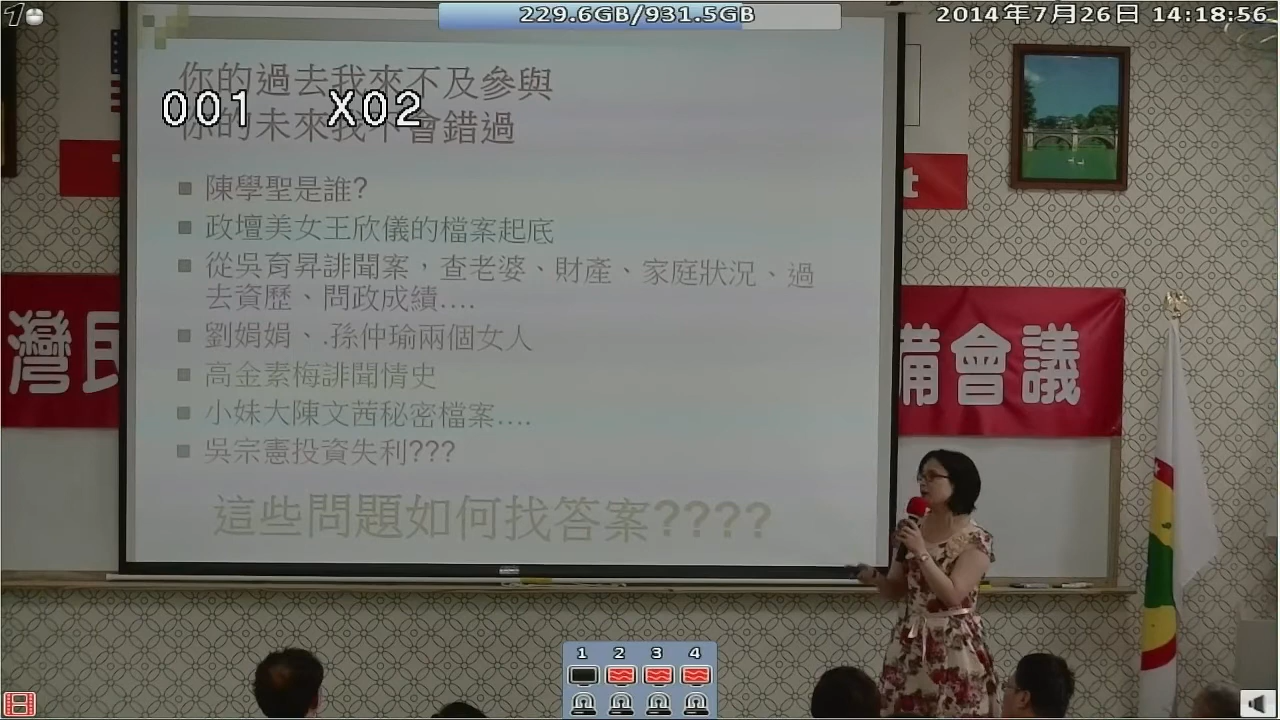 229.6GB/931.5GB
2014年7月26日 14:18:56
你的過去我來不及參與
001 X02
你的未來我不會錯過
陳學聖是誰?
政壇美女王欣儀的檔案起底
從吳育昇誹聞案，查老婆、財產、家庭狀況、過
去資歷、問政成績....
劉娟娟、.孫仲瑜兩個女人
高金素梅誹聞情史
小妹大陳文茜秘密檔案....
吳宗憲投資失利???
這些問題如何找答案????
t
灣民
備會議
1 2 3 4